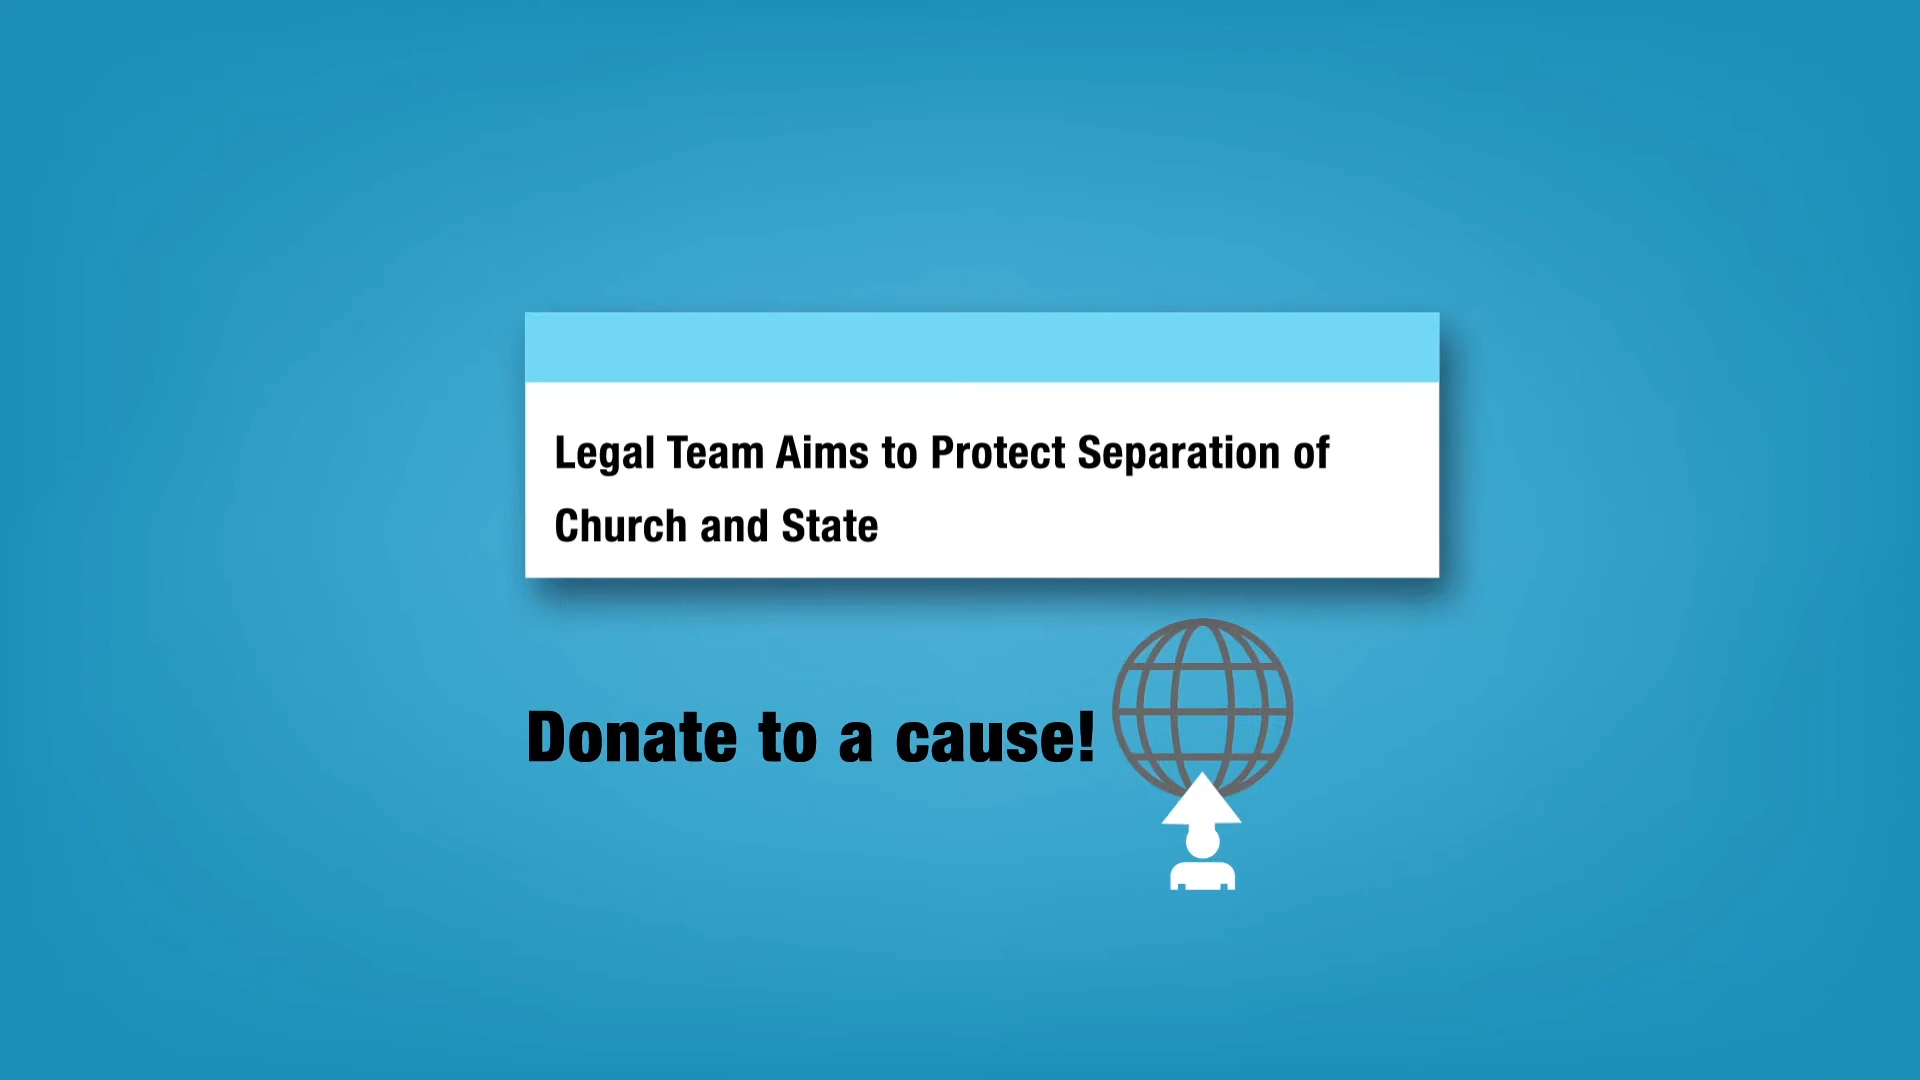 Legal Team Aims to Protect Separation of
Church and State
Donate to a cause!